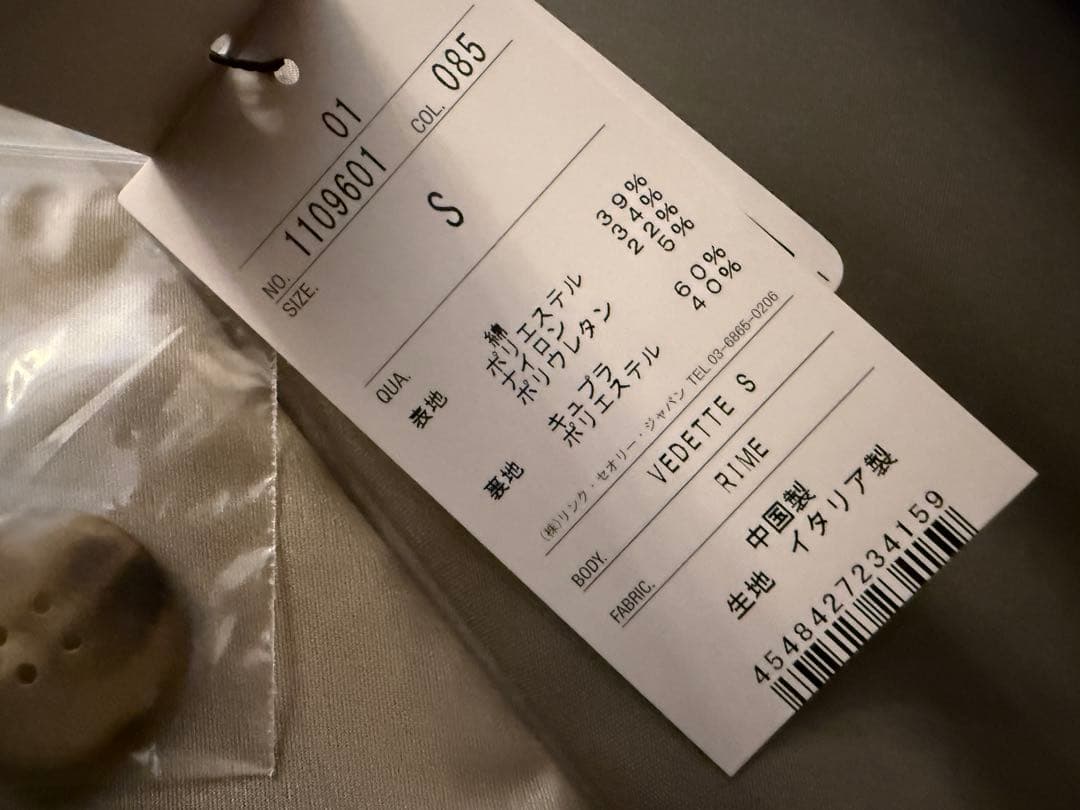 01
NO. 1109601 COL. 085
SIZE. S
QUA.
表地 綿 39%
ポリエステル 34%
ナイロン 22%
ポリウレタン 5%
裏地 キュプラ 60%
ポリエステル 40%
(株)リンク・セオリー・ジャパン TEL 03-6865-0206
BODY. VEDETTE S
FABRIC. RIME
中国製
生地 イタリア製
4548427234159